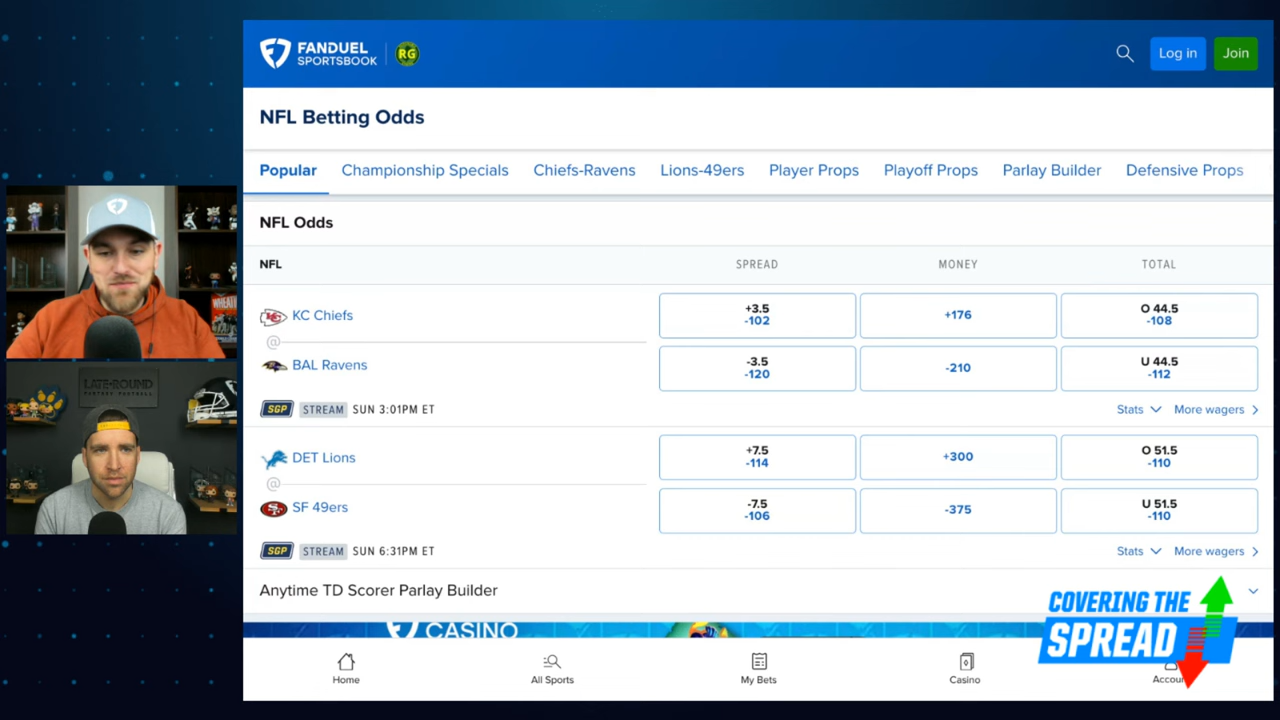 FANDUEL
SPORTSBOOK
RG
Log in
Join
NFL Betting Odds
Popular
Championship Specials
Chiefs-Ravens
Lions-49ers
Player Props
Playoff Props
Parlay Builder
Defensive Props
NFL Odds
NFL
SPREAD
MONEY
TOTAL
KC Chiefs
+3.5
-102
+176
O 44.5
-108
@
BAL Ravens
-3.5
-120
-210
U 44.5
-112
SGP
STREAM
SUN 3:01PM ET
Stats
More wagers
DET Lions
+7.5
-114
+300
O 51.5
-110
@
SF 49ers
-7.5
-106
-375
U 51.5
-110
SGP
STREAM
SUN 6:31PM ET
Stats
More wagers
Anytime TD Scorer Parlay Builder
CASINO
Home
All Sports
My Bets
Casino
COVERING THE
SPREAD
LATE-ROUND
FANTASY FOOTBALL